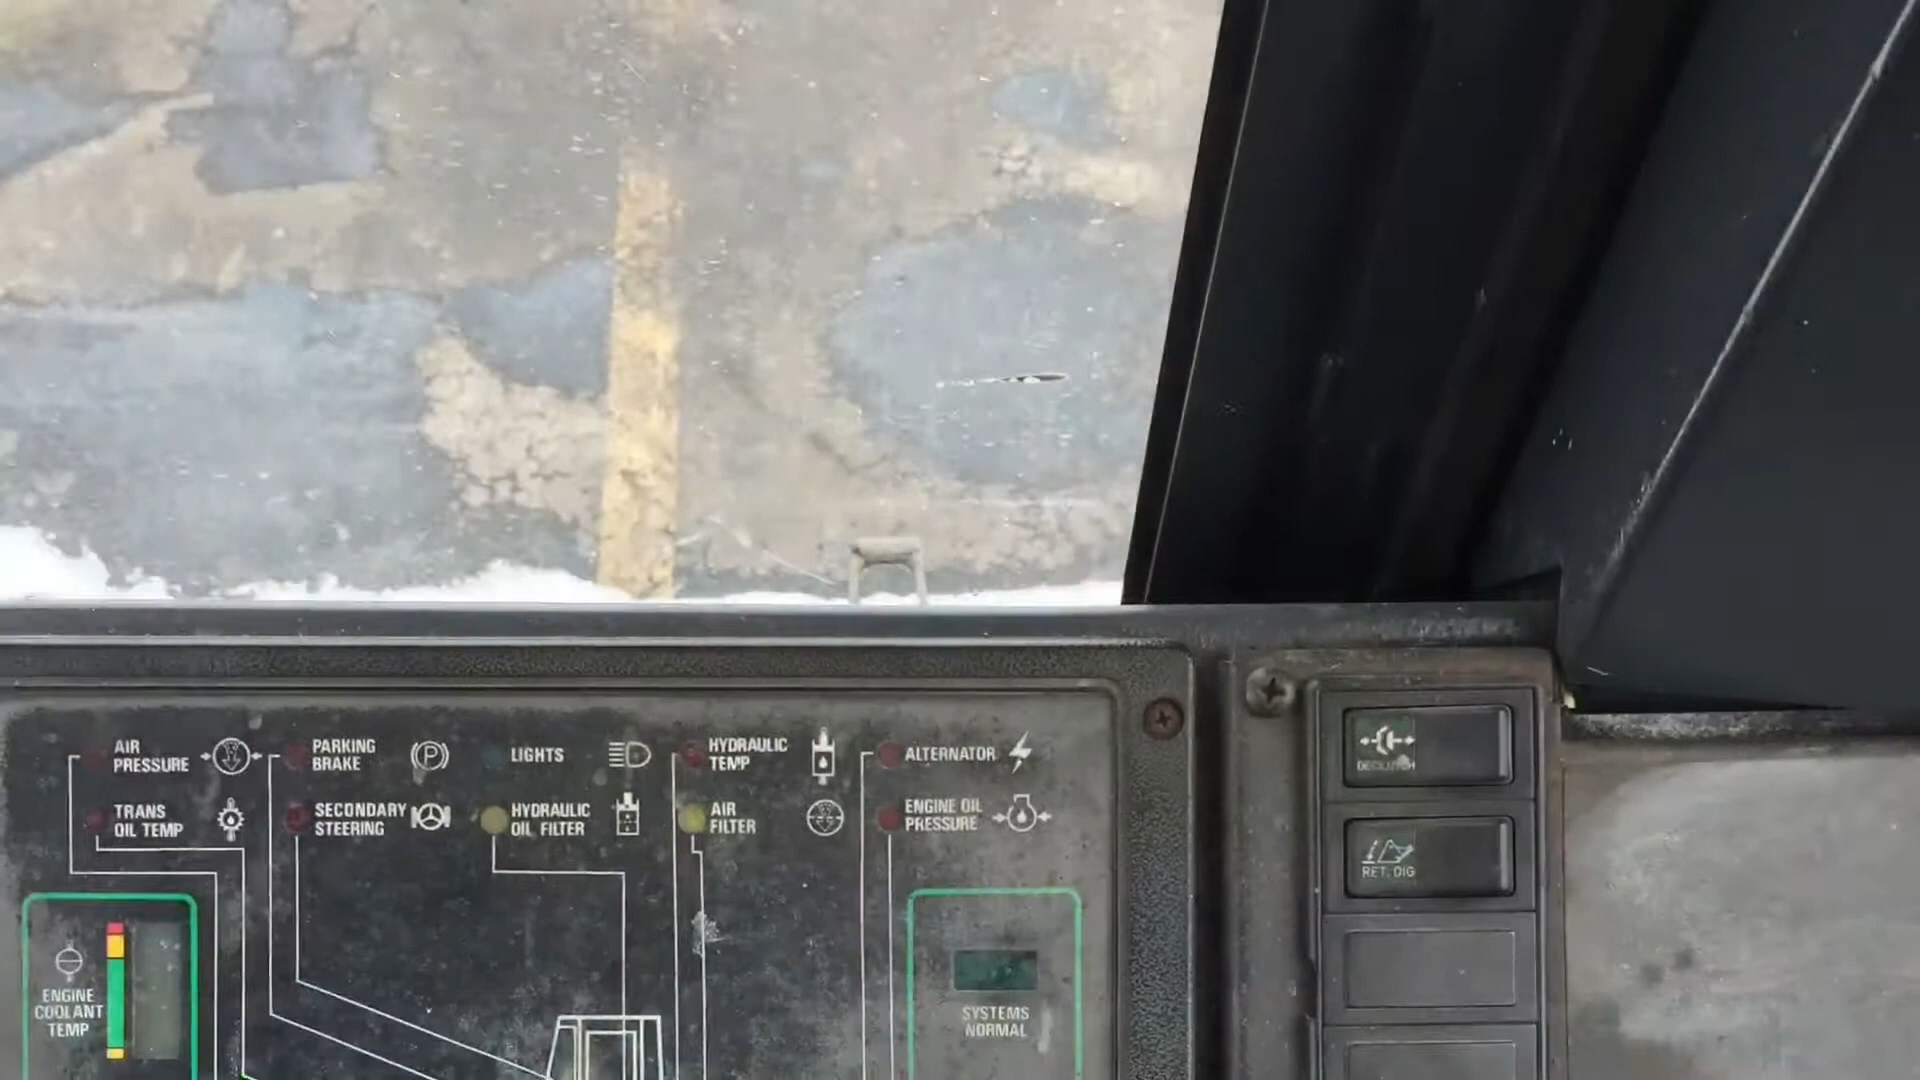 AIR
PRESSURE
PARKING
BRAKE
LIGHTS
HYDRAULIC
TEMP
ALTERNATOR
TRANS
OIL TEMP
SECONDARY
STEERING
HYDRAULIC
OIL FILTER
AIR
FILTER
ENGINE OIL
PRESSURE
ENGINE
COOLANT
TEMP
SYSTEMS
NORMAL
DECLUTCH
RET. DIG